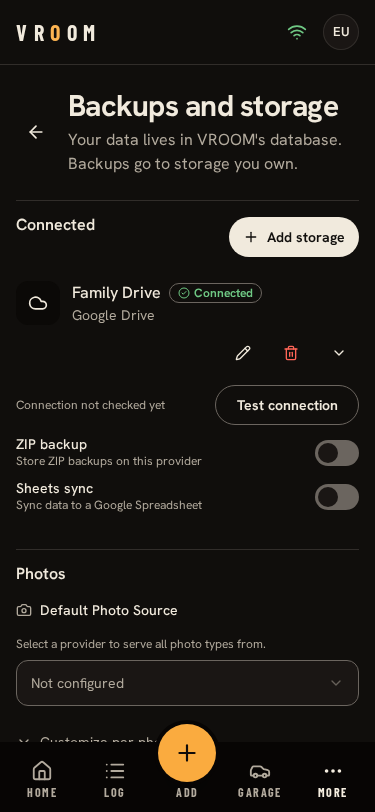 VROOM
EU
Backups and storage
Your data lives in VROOM's database.
Backups go to storage you own.
Connected
Add storage
Family Drive
Connected
Google Drive
Connection not checked yet
Test connection
ZIP backup
Store ZIP backups on this provider
Sheets sync
Sync data to a Google Spreadsheet
Photos
Default Photo Source
Select a provider to serve all photo types from.
Not configured
Customize per
HOME
LOG
ADD
GARAGE
MORE